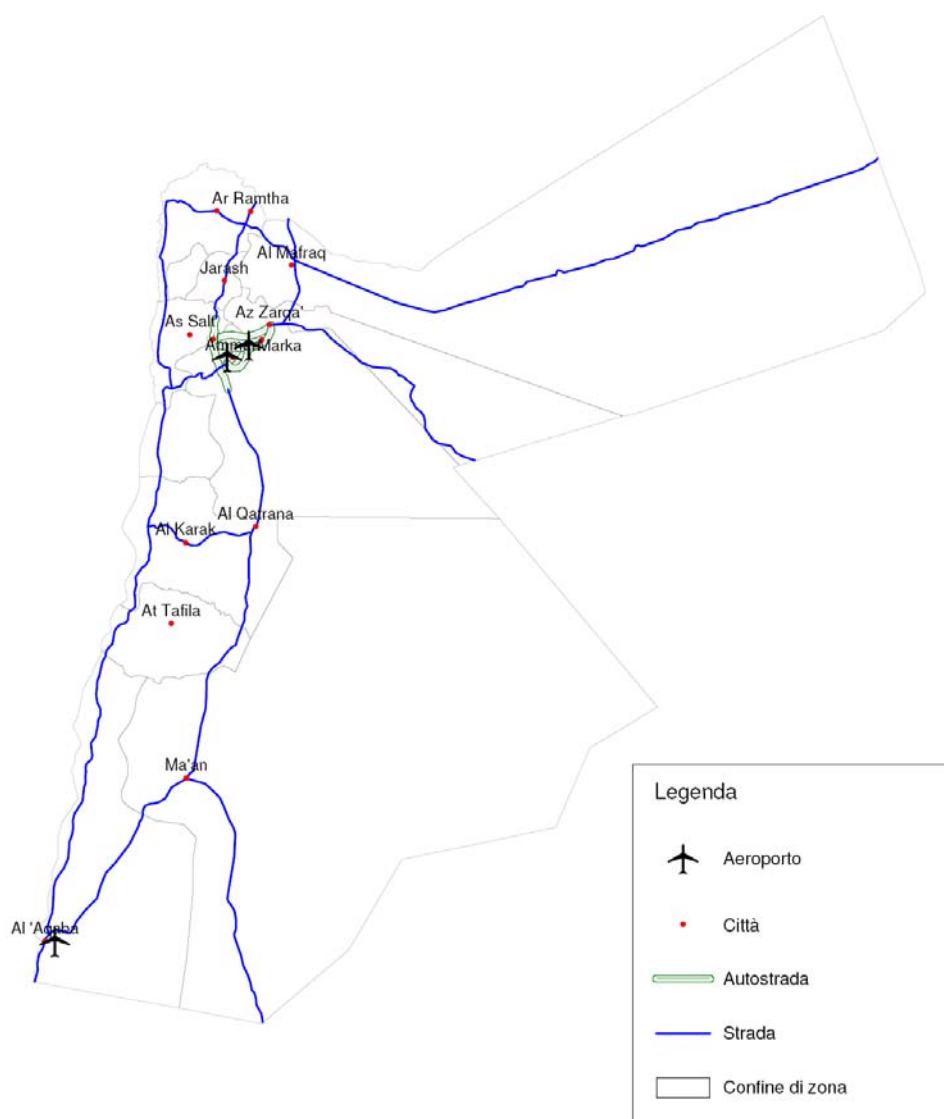 Ar Ramtha
Al Mafraq
Jarash
Az Zarqa'
As Salt
Marka
Al Qatrana
Al Karak
At Tafila
Ma'an
Al 'Aqaba
Legenda
Aeroporto
Città
Autostrada
Strada
Confine di zona